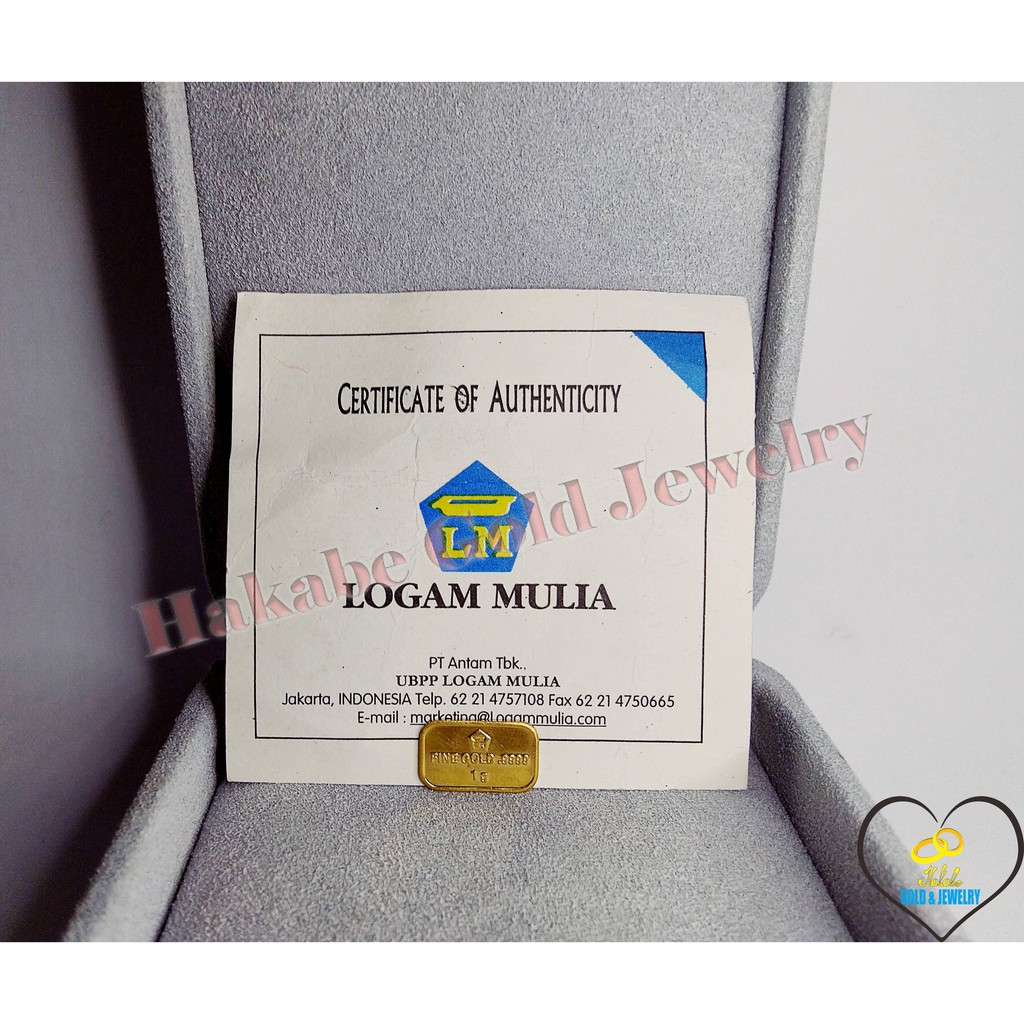 CERTIFICATE OF AUTHENTICITY
LM
LOGAM MULIA
Hakabe Gold Jewelry
PT Antam Tbk..
UBPP LOGAM MULIA
Jakarta, INDONESIA Telp. 62 21 4757108 Fax 62 21 4750665
E-mail : marketing@Logammulia.com
FINE GOLD .9999
1 g
GOLD & JEWELRY